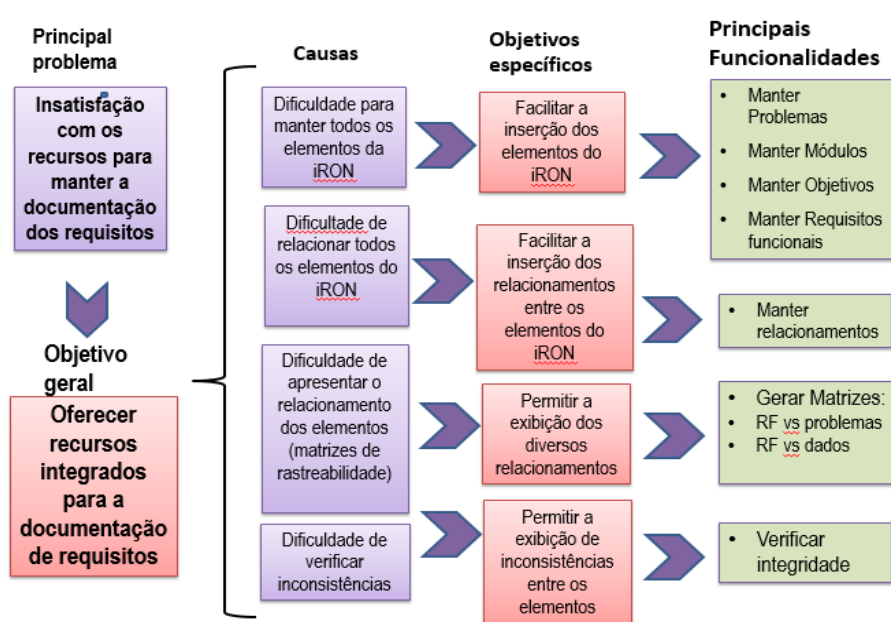 Principal
problema
Insatisfação
com os
recursos para
manter a
documentação
dos requisitos
Objetivo
geral
Oferecer
recursos
integrados
para a
documentação
de requisitos
Causas
Dificuldade para
manter todos os
elementos da
iRON
Dificultade de
relacionar todos
os elementos do
iRON
Dificuldade de
apresentar o
relacionamento
dos elementos
(matrizes de
rastreabilidade)
Dificuldade de
verificar
inconsistências
Objetivos
específicos
Facilitar a
inserção dos
elementos do
iRON
Facilitar a
inserção dos
relacionamentos
entre os
elementos do
iRON
Permitir a
exibição dos
diversos
relacionamentos
Permitir a
exibição de
inconsistências
entre os
elementos
Principais
Funcionalidades
• Manter
Problemas
• Manter Módulos
• Manter Objetivos
• Manter Requisitos
funcionais
• Manter
relacionamentos
• Gerar Matrizes:
• RF vs problemas
• RF vs dados
• Verificar
integridade